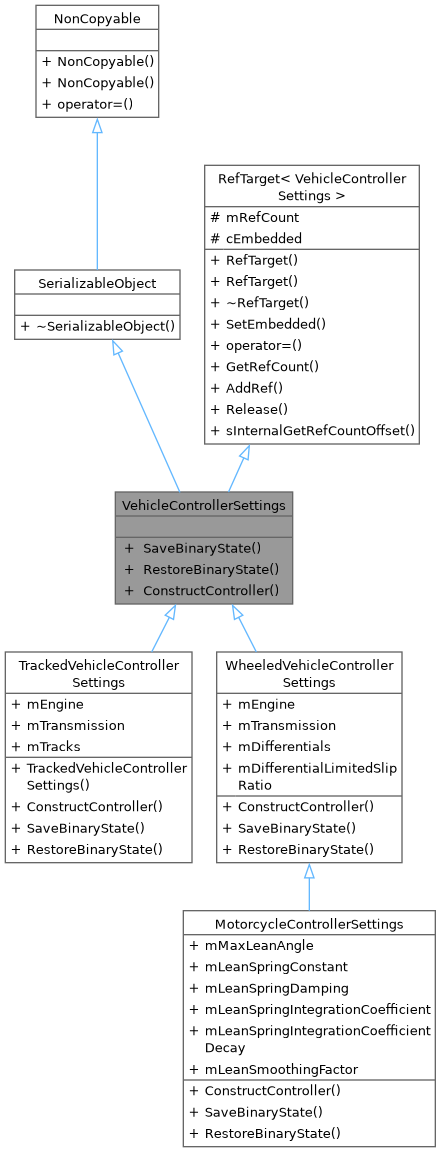 NonCopyable
+ NonCopyable()
+ NonCopyable()
+ operator=()
RefTarget< VehicleController
Settings >
# mRefCount
# cEmbedded
+ RefTarget()
+ RefTarget()
+ ~RefTarget()
+ SetEmbedded()
+ operator=()
+ GetRefCount()
+ AddRef()
+ Release()
+ sInternalGetRefCountOffset()
SerializableObject
+ ~SerializableObject()
VehicleControllerSettings
+ SaveBinaryState()
+ RestoreBinaryState()
+ ConstructController()
TrackedVehicleController
Settings
+ mEngine
+ mTransmission
+ mTracks
+ TrackedVehicleController
Settings()
+ ConstructController()
+ SaveBinaryState()
+ RestoreBinaryState()
WheeledVehicleController
Settings
+ mEngine
+ mTransmission
+ mDifferentials
+ mDifferentialLimitedSlip
Ratio
+ ConstructController()
+ SaveBinaryState()
+ RestoreBinaryState()
MotorcycleControllerSettings
+ mMaxLeanAngle
+ mLeanSpringConstant
+ mLeanSpringDamping
+ mLeanSpringIntegrationCoefficient
+ mLeanSpringIntegrationCoefficient
Decay
+ mLeanSmoothingFactor
+ ConstructController()
+ SaveBinaryState()
+ RestoreBinaryState()